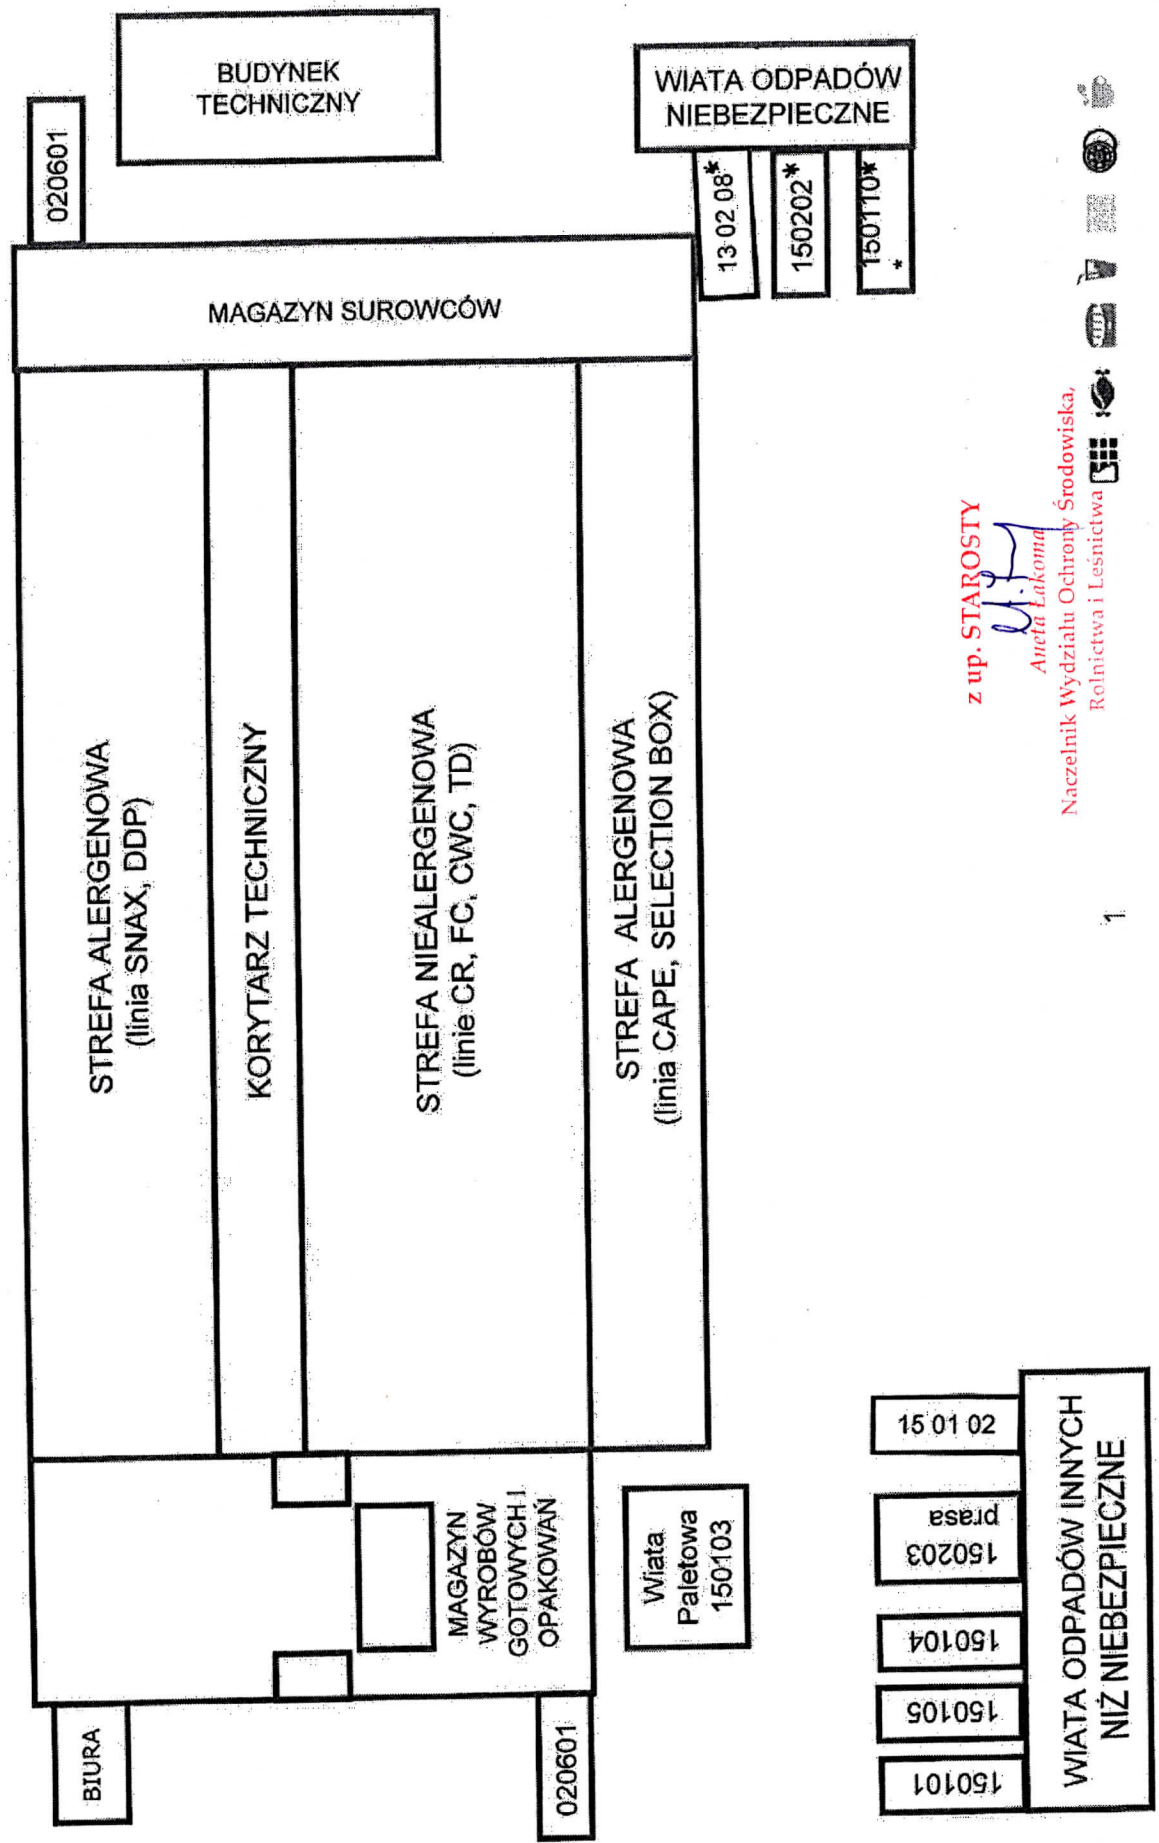 BUDYNEK
TECHNICZNY
WIATA ODPADÓW
NIEBEZPIECZNE
020601
13 02 08*
150202*
150110*
*
MAGAZYN SUROWCÓW
STREFA ALERGENOWA
(linia SNAX, DDP)
KORYTARZ TECHNICZNY
STREFA NIEALERGENOWA
(linie CR, FC, CWC, TD)
STREFA ALERGENOWA
(linia CAPE, SELECTION BOX)
MAGAZYN
WYROBÓW
GOTOWYCH I
OPAKOWAŃ
Wiata
Paletowa
150103
BIURA
020601
15 01 02
150203
prasa
150104
150105
150101
WIATA ODPADÓW INNYCH
NIŻ NIEBEZPIECZNE
z up. STAROSTY
Aneta Łakoma
Naczelnik Wydziału Ochrony Środowiska,
Rolnictwa i Leśnictwa
1